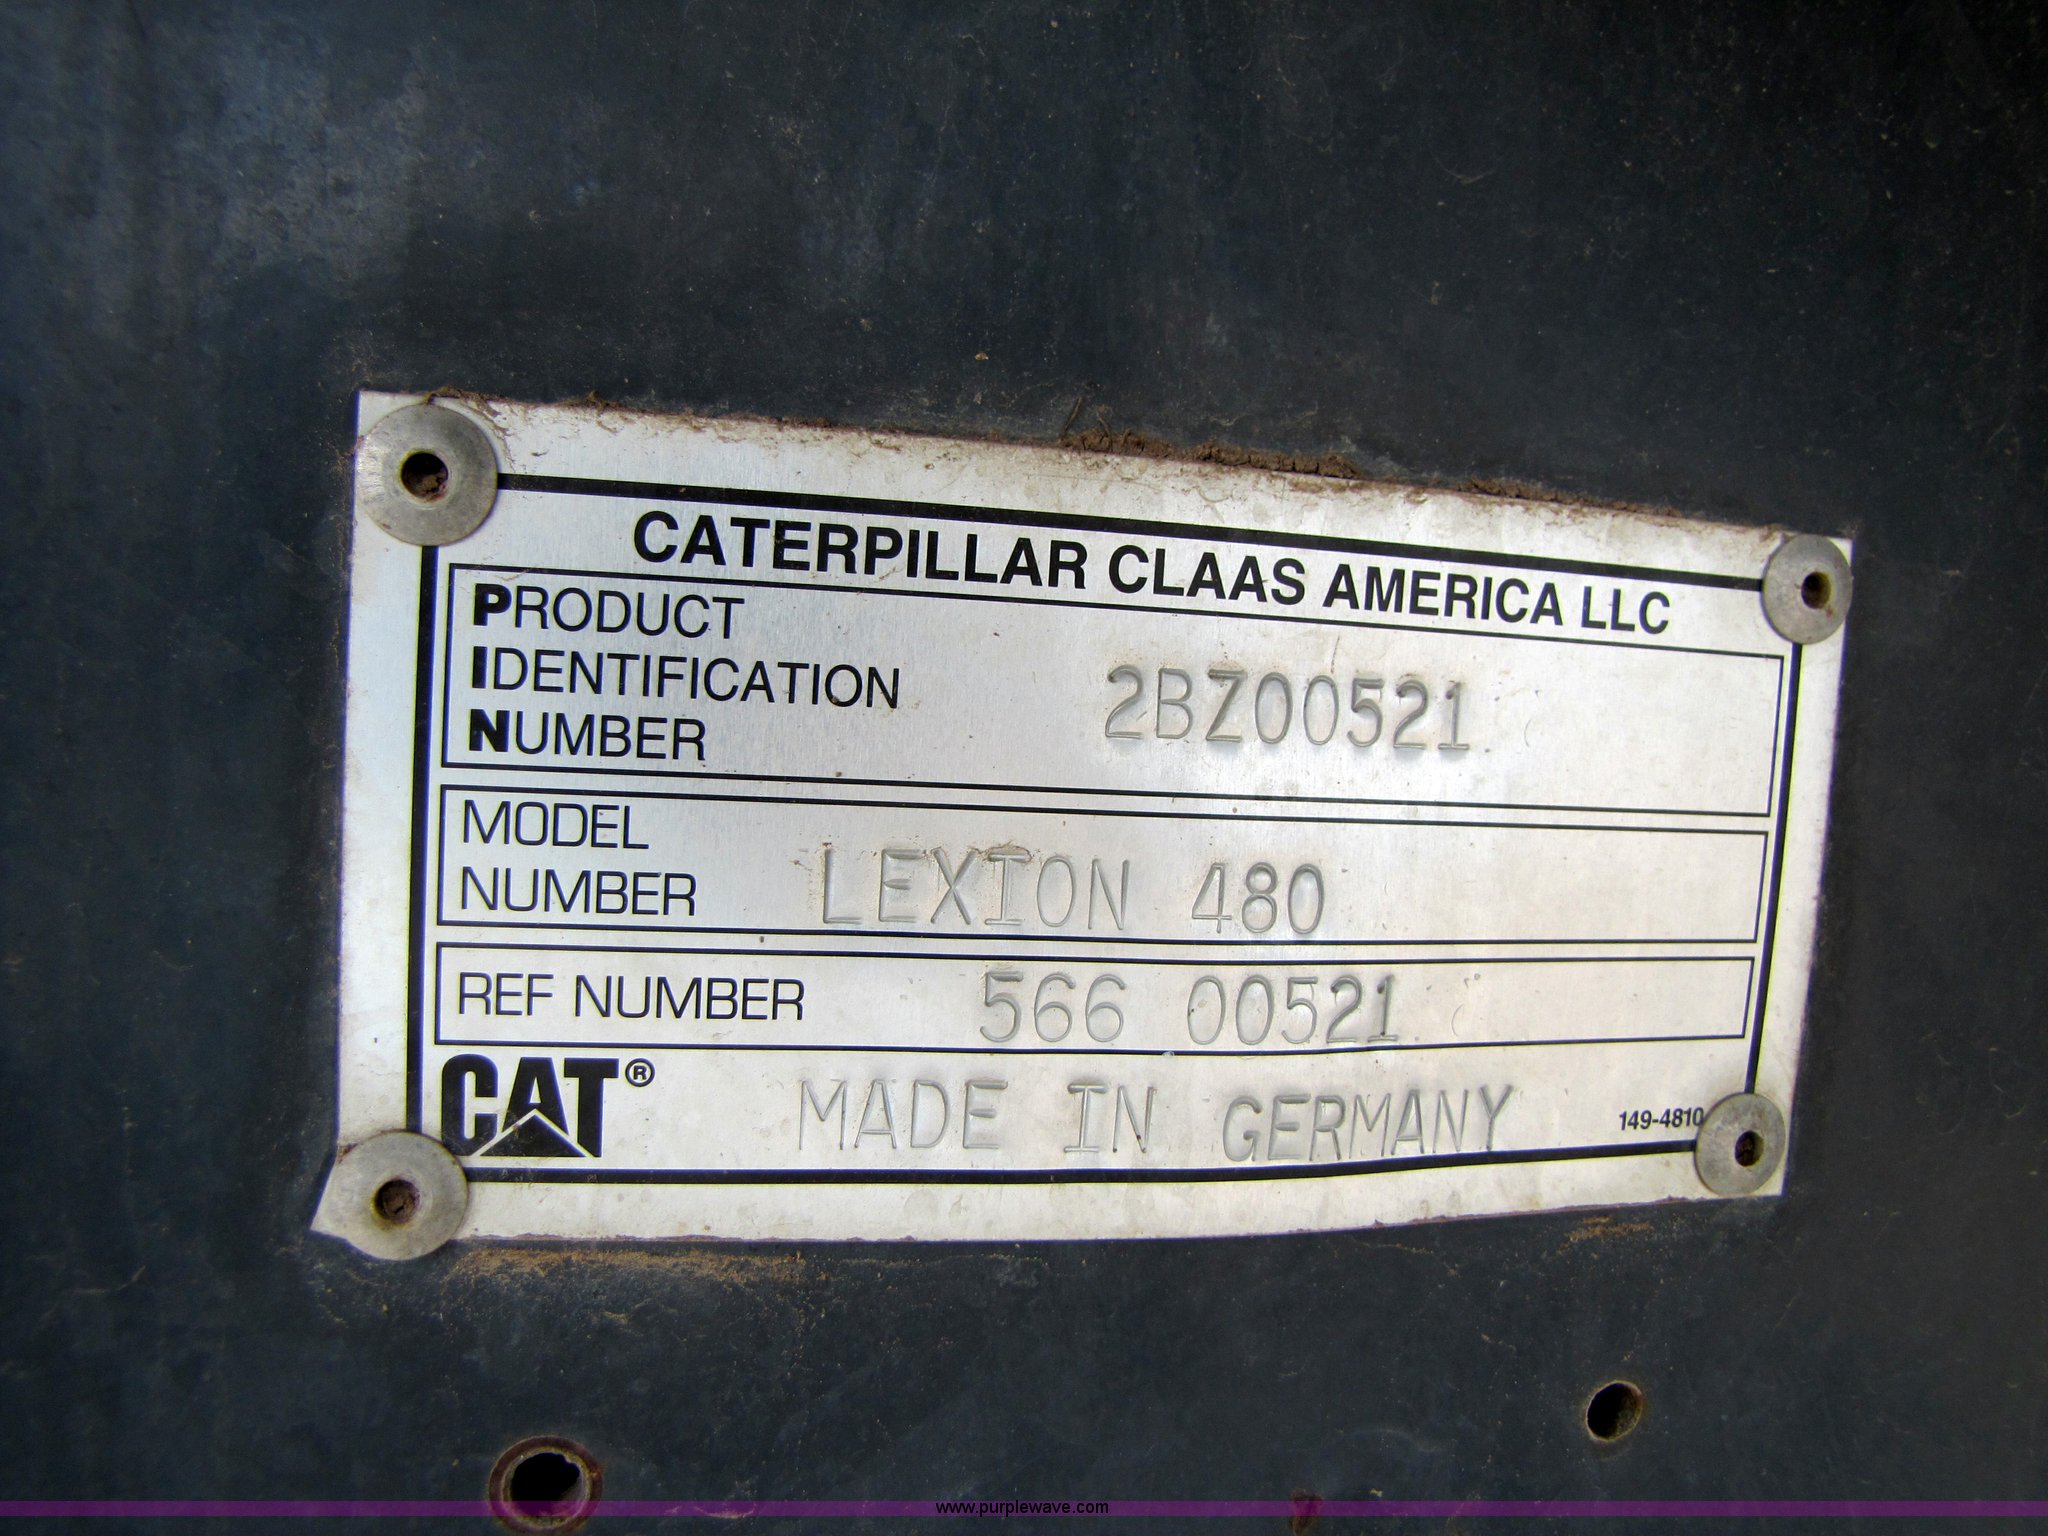 CATERPILLAR CLAAS AMERICA LLC
PRODUCT
IDENTIFICATION
NUMBER
2BZ00521
MODEL
NUMBER
LEXION 480
REF NUMBER 566 00521
CAT® MADE IN GERMANY 149-4810
www.purplewave.com